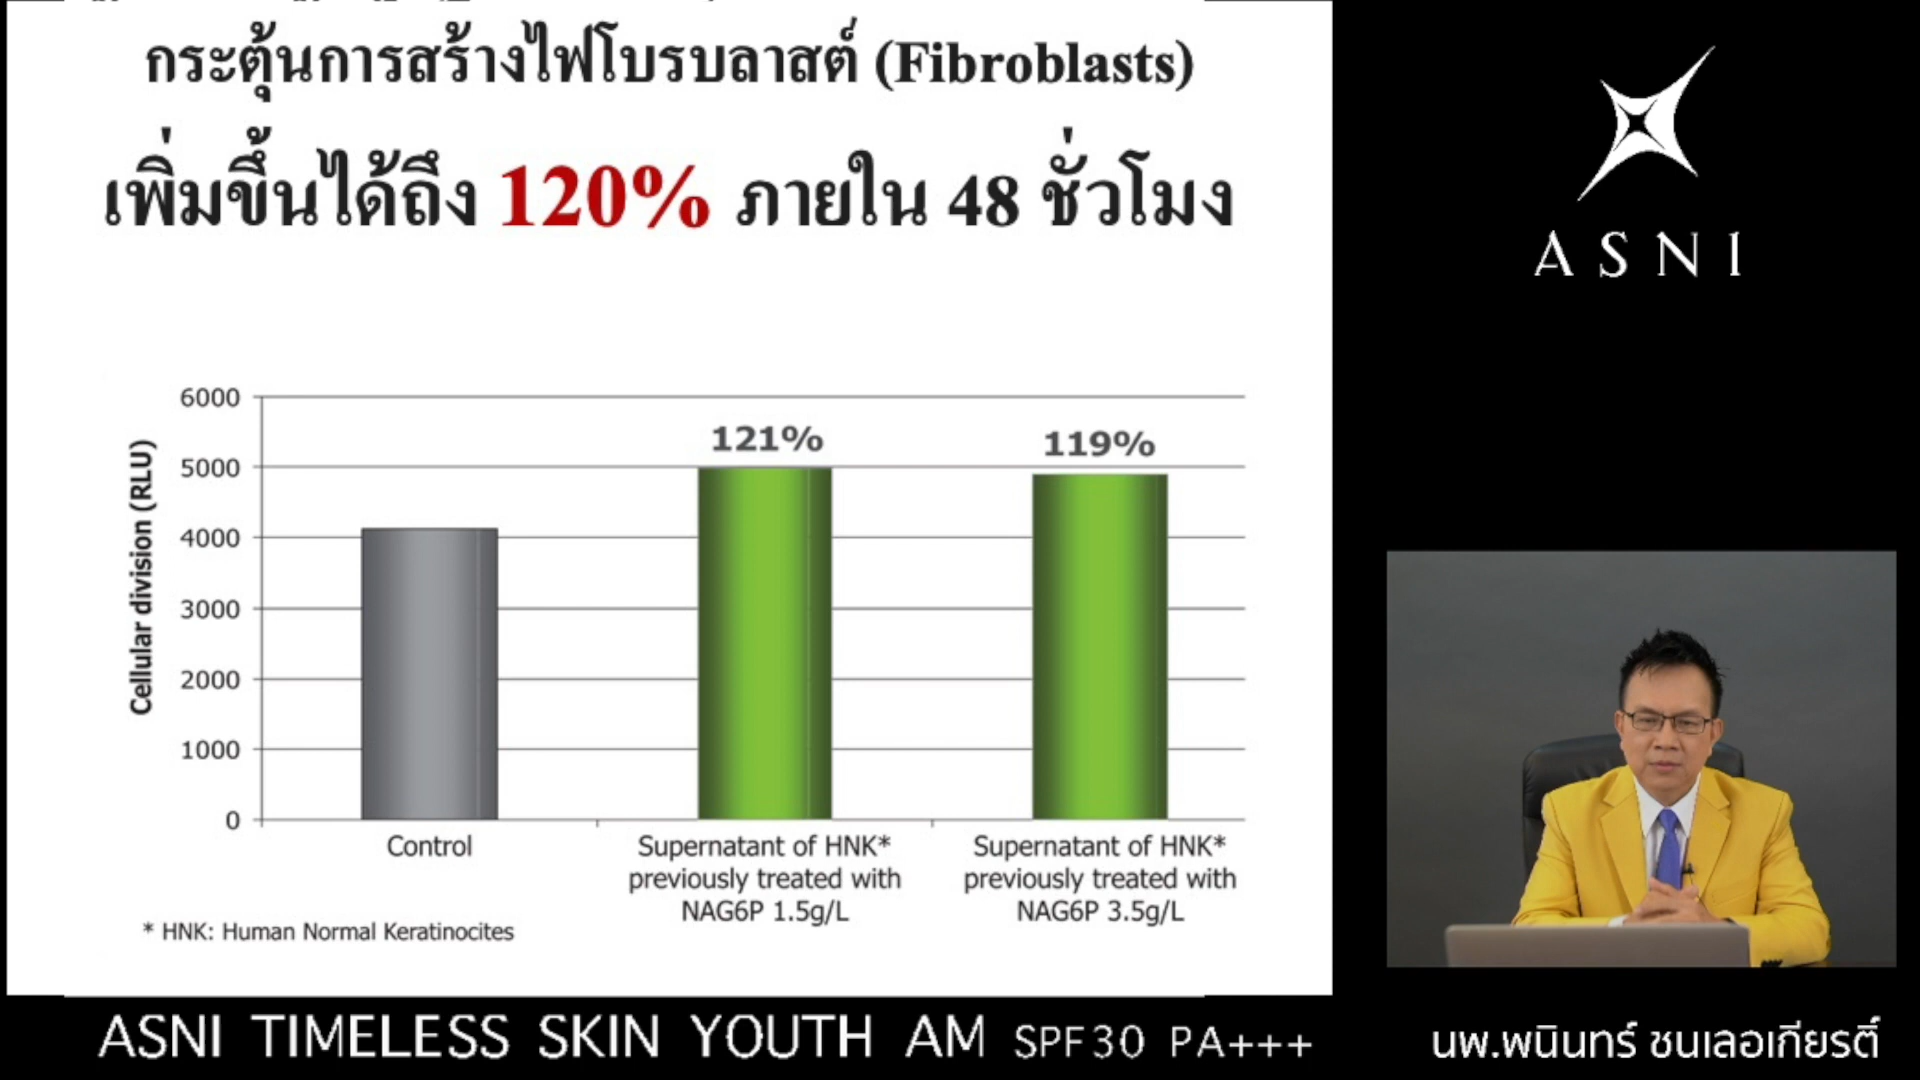 กระตุ้นการสร้างไฟโบรบลาสต์ (Fibroblasts)
เพิ่มขึ้นได้ถึง 120% ภายใน 48 ชั่วโมง
6000
5000
4000
3000
2000
1000
0
Cellular division (RLU)
121%
119%
Control
Supernatant of HNK*
previously treated with
NAG6P 1.5g/L
Supernatant of HNK*
previously treated with
NAG6P 3.5g/L
* HNK: Human Normal Keratinocites
ASNI
ASNI TIMELESS SKIN YOUTH AM SPF30 PA+++
นพ.พนินทร์ ชนเลอเกียรติ์